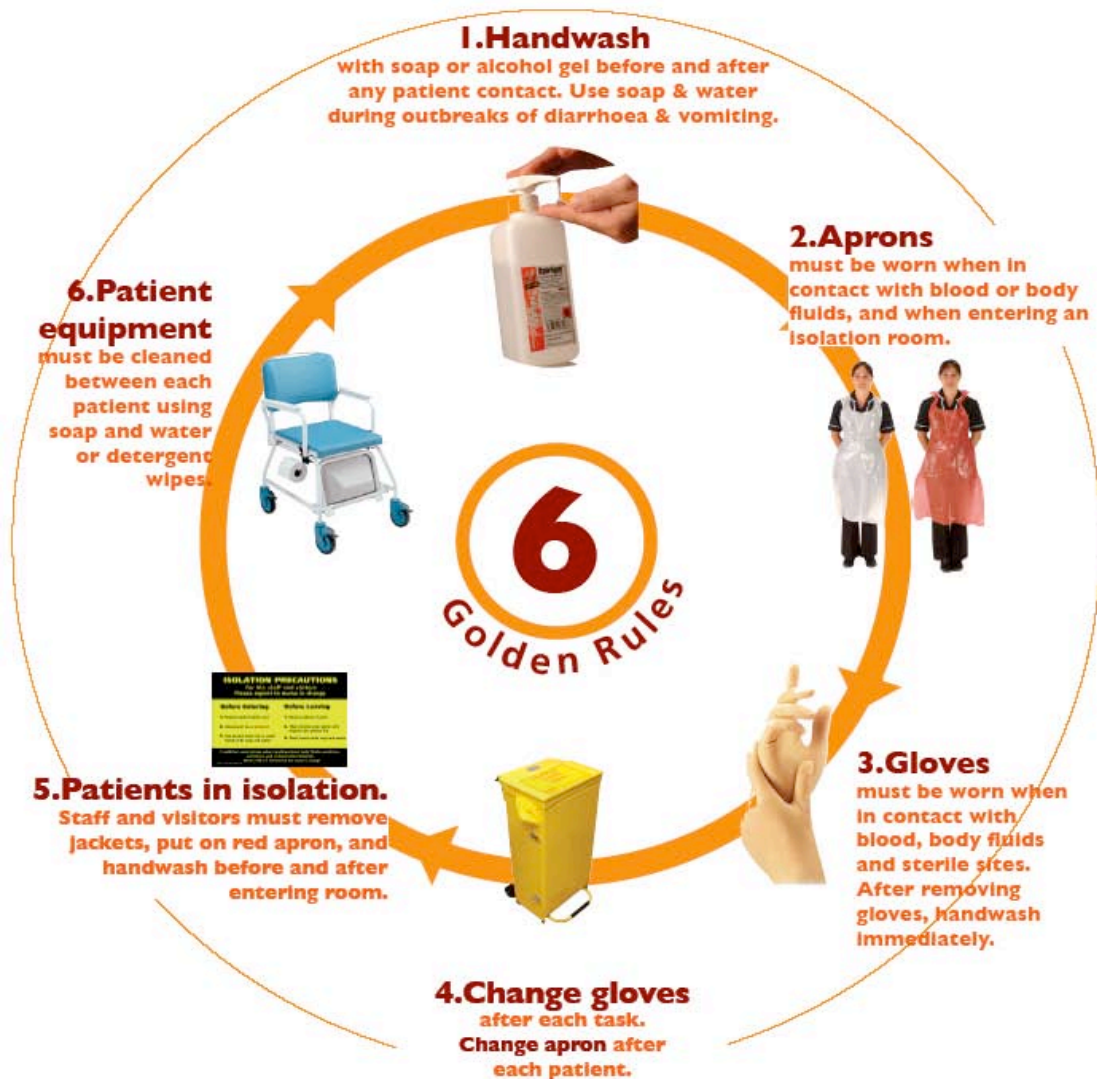 1.Handwash
with soap or alcohol gel before and after
any patient contact. Use soap & water
during outbreaks of diarrhoea & vomiting.
2.Aprons
must be worn when in
contact with blood or body
fluids, and when entering an
isolation room.
3.Gloves
must be worn when
in contact with
blood, body fluids
and sterile sites.
After removing
gloves, handwash
immediately.
4.Change gloves
after each task.
Change apron after
each patient.
5.Patients in isolation.
Staff and visitors must remove
jackets, put on red apron, and
handwash before and after
entering room.
6.Patient
equipment
must be cleaned
between each
patient using
soap and water
or detergent
wipes.
6
Golden Rules
ISOLATION PRECAUTIONS
For the staff and visitors
Before Entering
Before Leaving